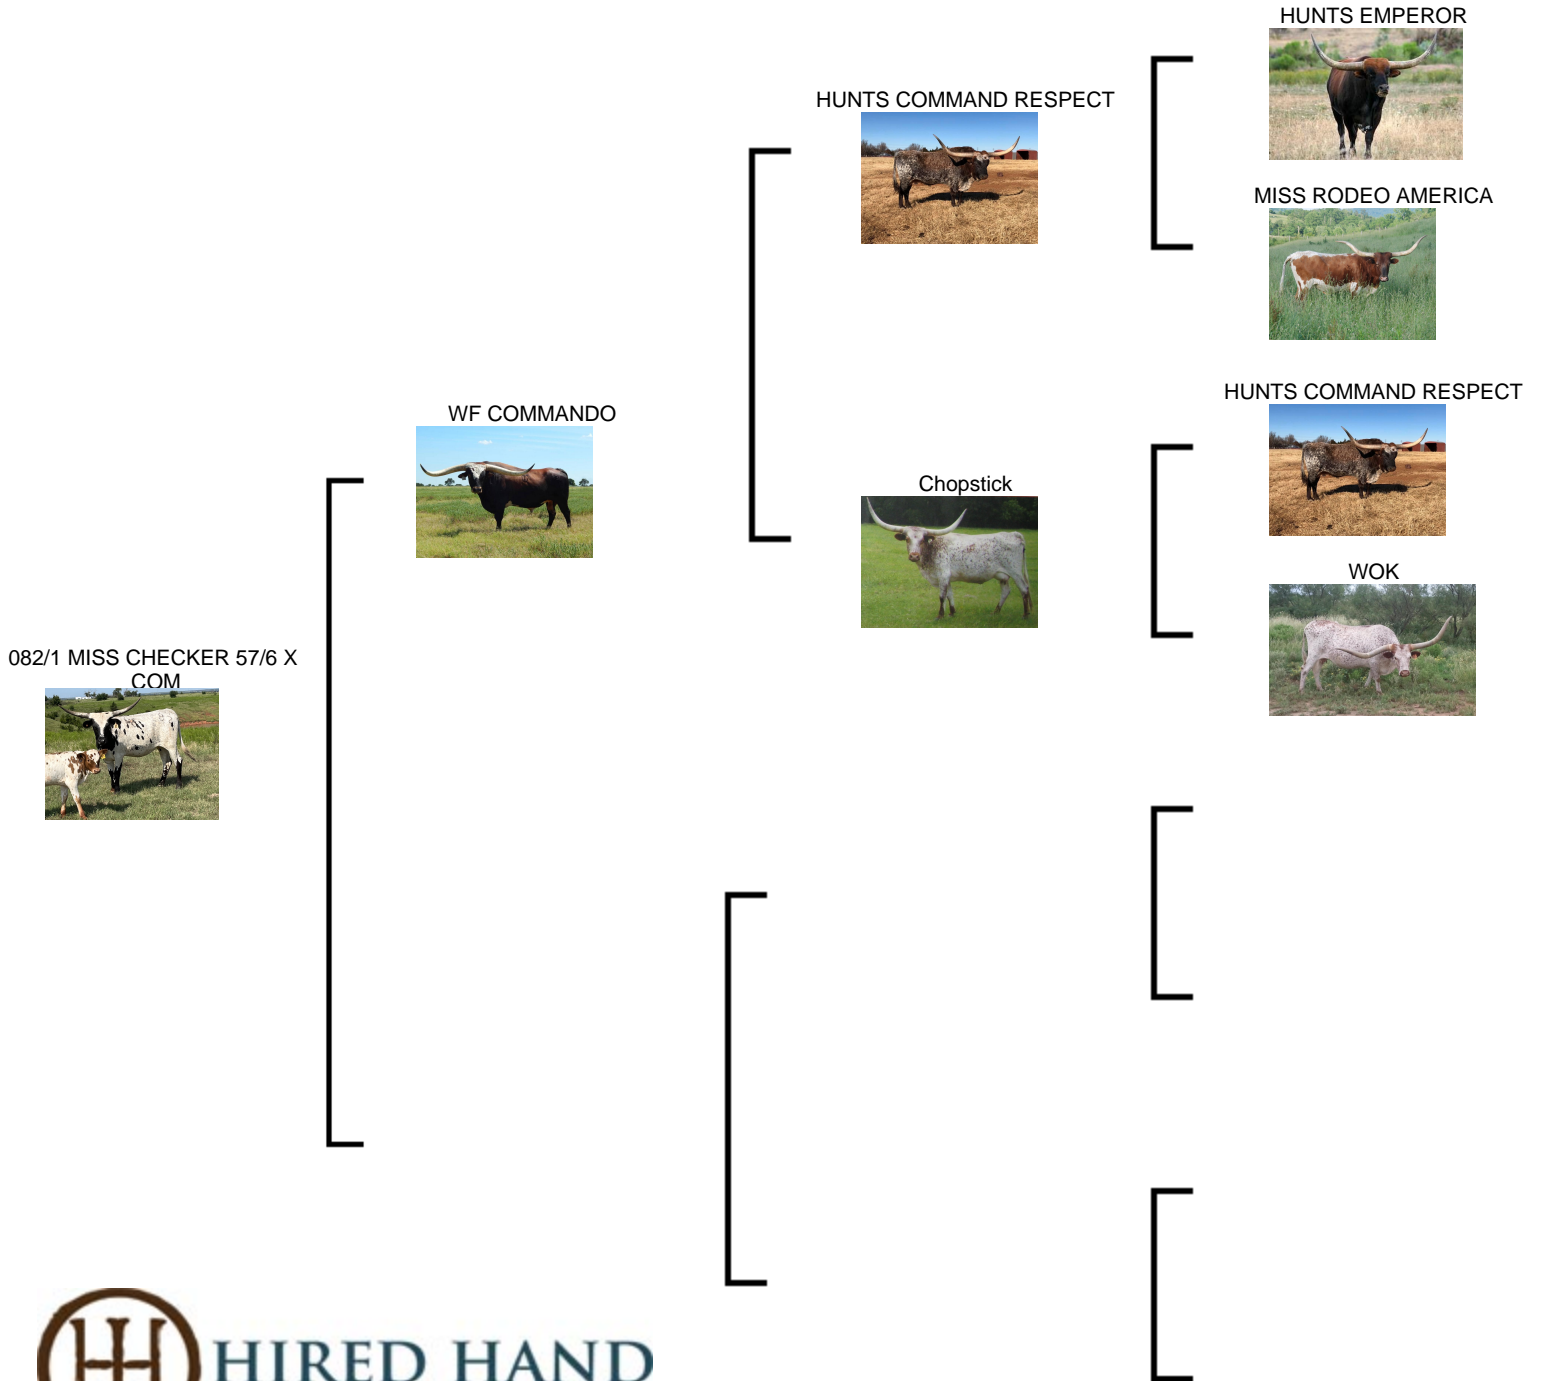 HUNTS EMPEROR
HUNTS COMMAND RESPECT
MISS RODEO AMERICA
HUNTS COMMAND RESPECT
WF COMMANDO
Chopstick
WOK
082/1 MISS CHECKER 57/6 X
COM
HIRED HAND